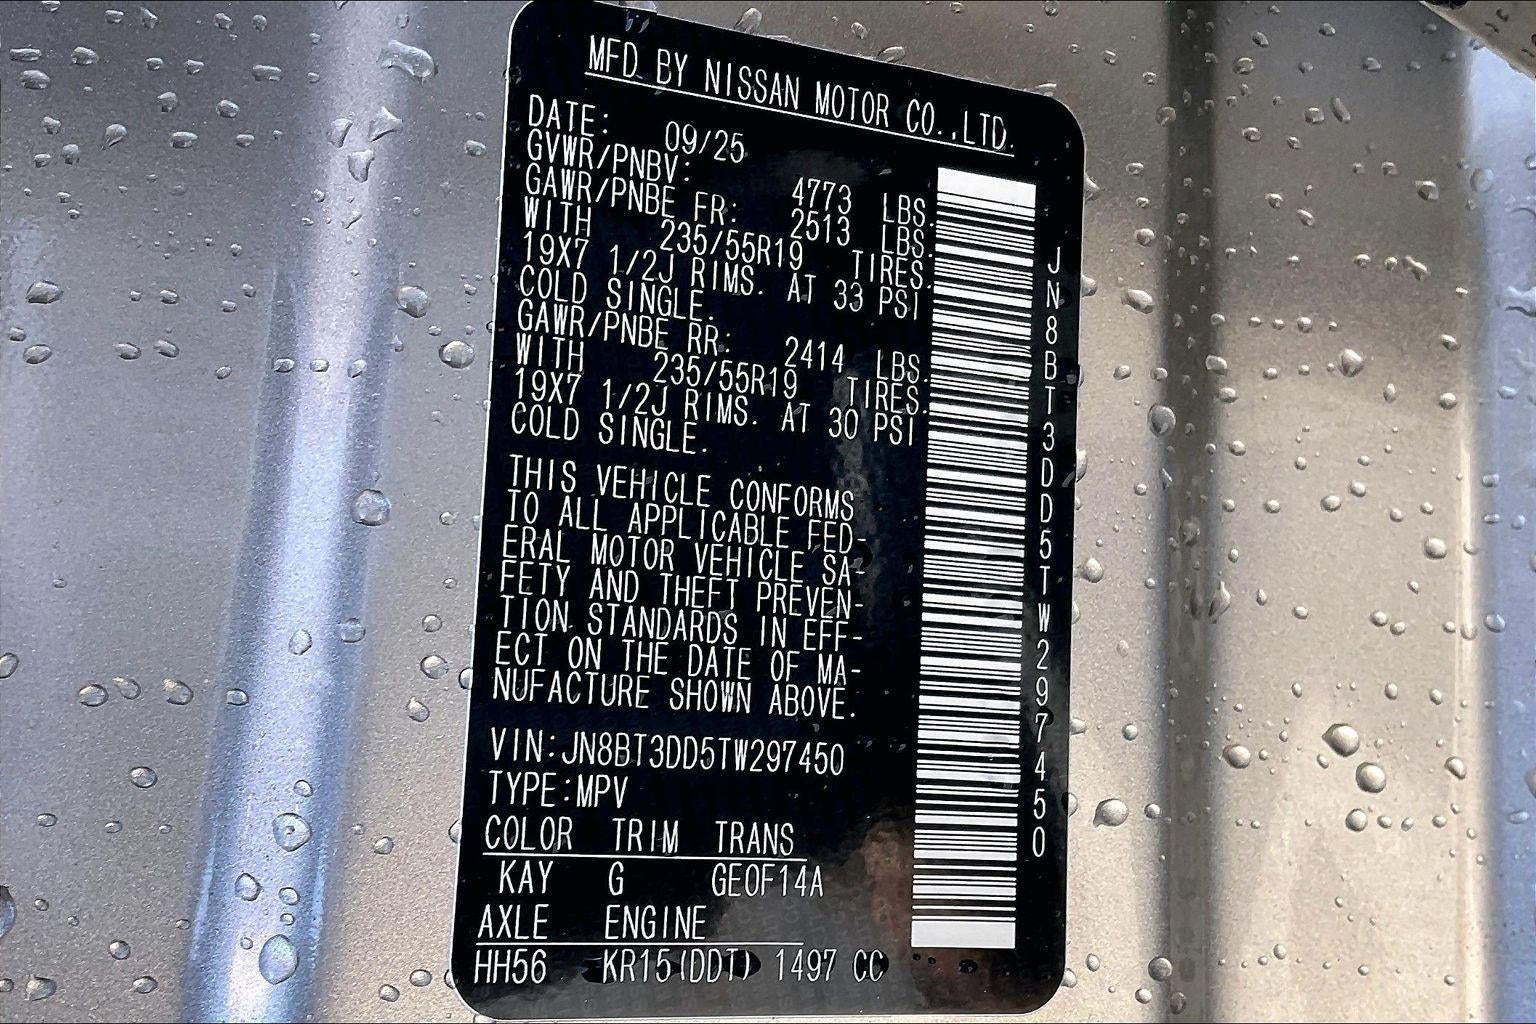 MFD BY NISSAN MOTOR CO.,LTD.
DATE: 09/25
GVWR/PNBV: 4773 LBS.
GAWR/PNBE FR: 2513 LBS.
WITH 235/55R19 TIRES.
19X7 1/2J RIMS. AT 33 PSI
COLD SINGLE.
GAWR/PNBE RR: 2414 LBS.
WITH 235/55R19 TIRES.
19X7 1/2J RIMS. AT 30 PSI
COLD SINGLE.
THIS VEHICLE CONFORMS
TO ALL APPLICABLE FED-
ERAL MOTOR VEHICLE SA-
FETY AND THEFT PREVEN-
TION STANDARDS IN EFF-
ECT ON THE DATE OF MA-
NUFACTURE SHOWN ABOVE.
VIN:JN8BT3DD5TW297450
TYPE:MPV
COLOR TRIM TRANS
KAY G GE0F14A
AXLE ENGINE
HH56 KR15(DDT) 1497 CC
JN8BT3DD5TW297450